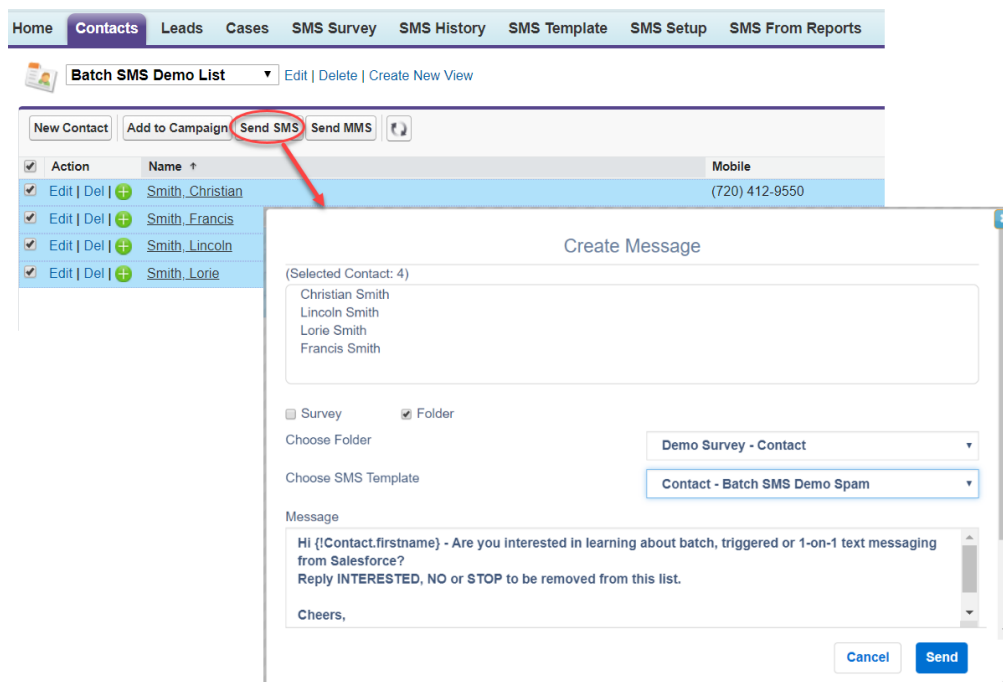 Home Contacts Leads Cases SMS Survey SMS History SMS Template SMS Setup SMS From Reports
Batch SMS Demo List Edit | Delete | Create New View
New Contact Add to Campaign Send SMS Send MMS
Action Name Mobile
Edit | Del | Smith, Christian (720) 412-9550
Edit | Del | Smith, Francis
Edit | Del | Smith, Lincoln
Edit | Del | Smith, Lorie
Create Message
(Selected Contact: 4)
Christian Smith
Lincoln Smith
Lorie Smith
Francis Smith
Survey Folder
Choose Folder Demo Survey - Contact
Choose SMS Template Contact - Batch SMS Demo Spam
Message
Hi {!Contact.firstname} - Are you interested in learning about batch, triggered or 1-on-1 text messaging
from Salesforce?
Reply INTERESTED, NO or STOP to be removed from this list.
Cheers,
Cancel Send